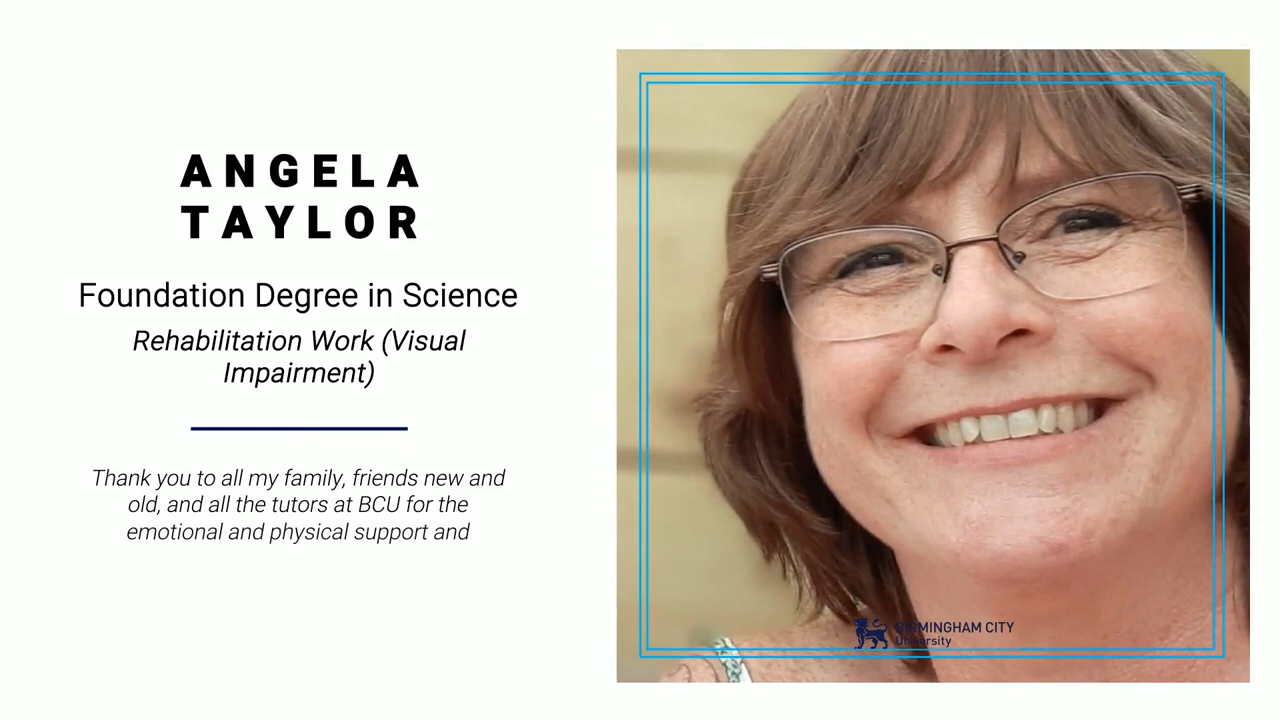 ANGELA
TAYLOR
Foundation Degree in Science
Rehabilitation Work (Visual
Impairment)
Thank you to all my family, friends new and
old, and all the tutors at BCU for the
emotional and physical support and
BIRMINGHAM CITY
University